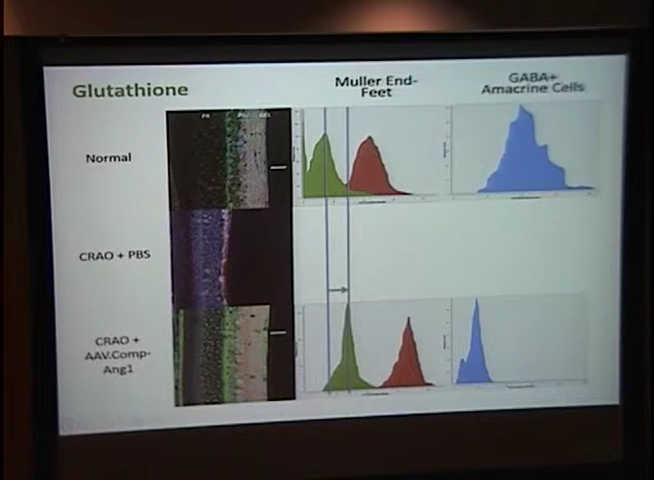 Glutathione
Muller End-
Feet
GABA+
Amacrine Cells
Normal
CRAO + PBS
CRAO +
AAV.Comp-
Ang1